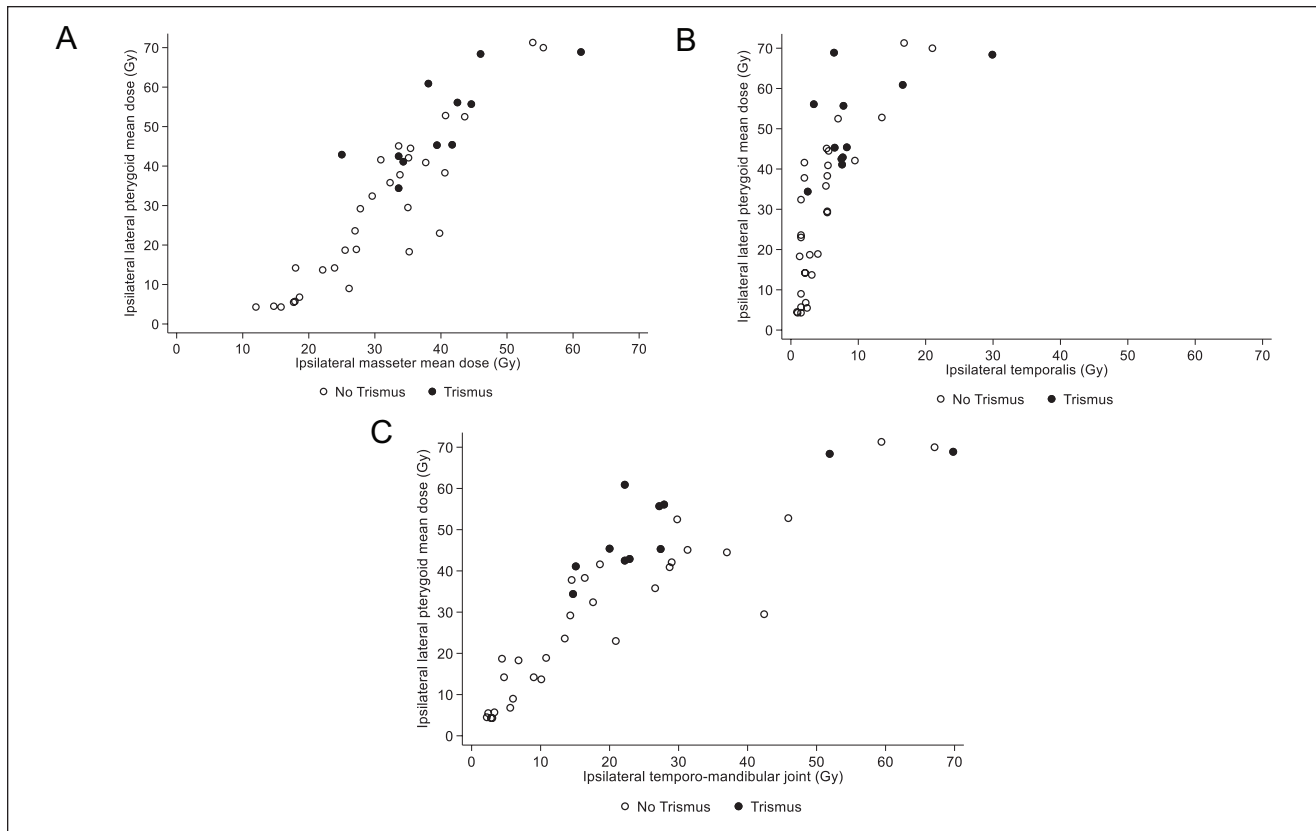 A
Ipsilateral lateral pterygoid mean dose (Gy)
70
60
50
40
30
20
10
0
0 10 20 30 40 50 60 70
Ipsilateral masseter mean dose (Gy)
No Trismus Trismus
B
Ipsilateral lateral pterygoid mean dose (Gy)
70
60
50
40
30
20
10
0
0 10 20 30 40 50 60 70
Ipsilateral temporalis (Gy)
No Trismus Trismus
C
Ipsilateral lateral pterygoid mean dose (Gy)
70
60
50
40
30
20
10
0
0 10 20 30 40 50 60 70
Ipsilateral temporo-mandibular joint (Gy)
No Trismus Trismus